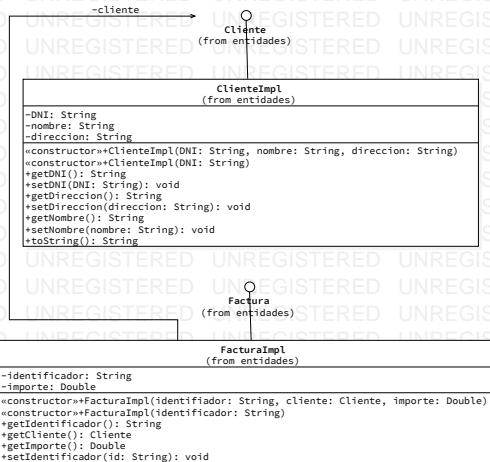 -cliente
Cliente
(from entidades)
ClienteImpl
(from entidades)
-DNI: String
-nombre: String
-direccion: String
«constructor»+ClienteImpl(DNI: String, nombre: String, direccion: String)
«constructor»+ClienteImpl(DNI: String)
+getDNI(): String
+setDNI(DNI: String): void
+getDireccion(): String
+setDireccion(direccion: String): void
+getNombre(): String
+setNombre(nombre: String): void
+toString(): String
UNREGISTERED UNREGISTERED UNREGISTERED
Factura
(from entidades)
FacturaImpl
(from entidades)
-identificador: String
-importe: Double
«constructor»+FacturaImpl(identifiador: String, cliente: Cliente, importe: Double)
«constructor»+FacturaImpl(identificador: String)
+getIdentificador(): String
+getCliente(): Cliente
+getImporte(): Double
+setIdentificador(id: String): void